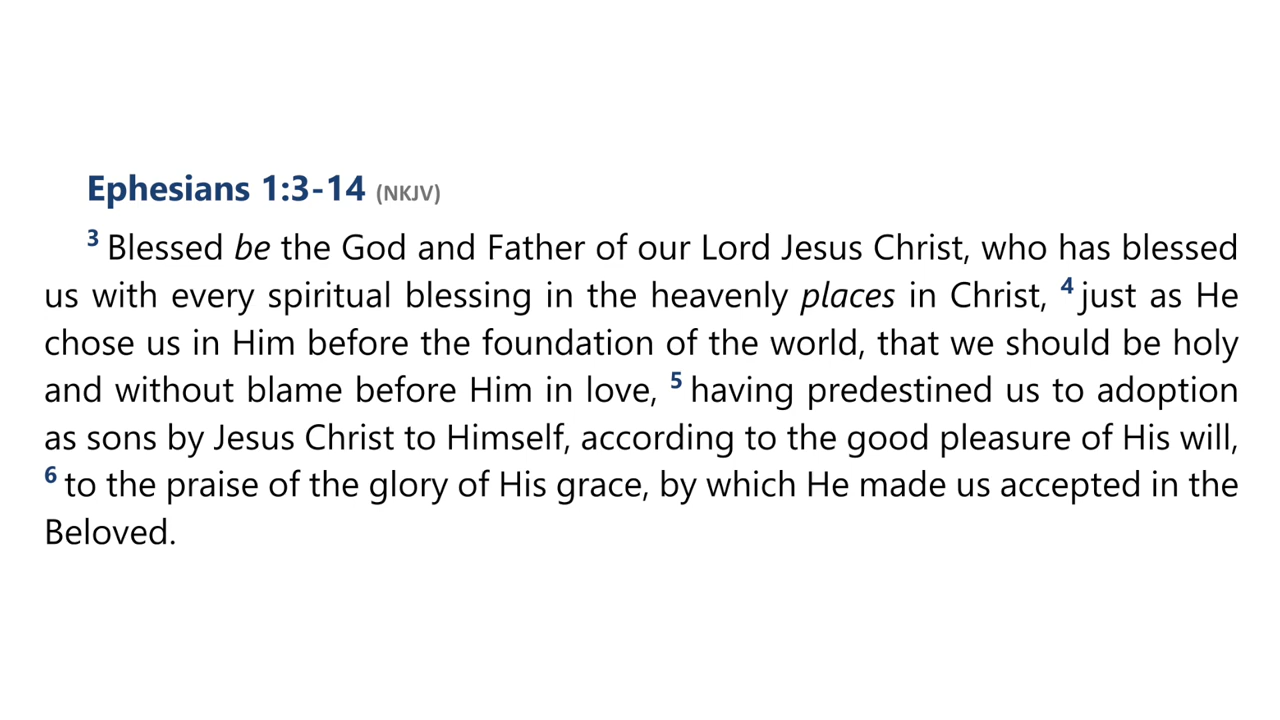 Ephesians 1:3-14 (NKJV)
3 Blessed be the God and Father of our Lord Jesus Christ, who has blessed
us with every spiritual blessing in the heavenly places in Christ, 4 just as He
chose us in Him before the foundation of the world, that we should be holy
and without blame before Him in love, 5 having predestined us to adoption
as sons by Jesus Christ to Himself, according to the good pleasure of His will,
6 to the praise of the glory of His grace, by which He made us accepted in the
Beloved.